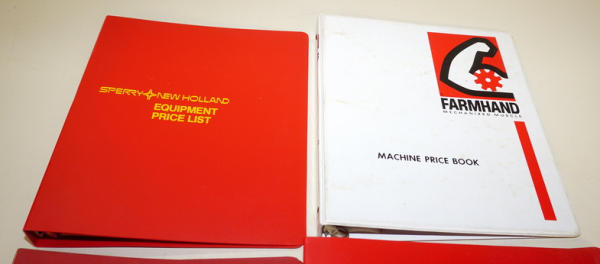 SPERRY NEW HOLLAND
EQUIPMENT
PRICE LIST
FARMHAND
MECHANIZED MUSCLE
MACHINE PRICE BOOK